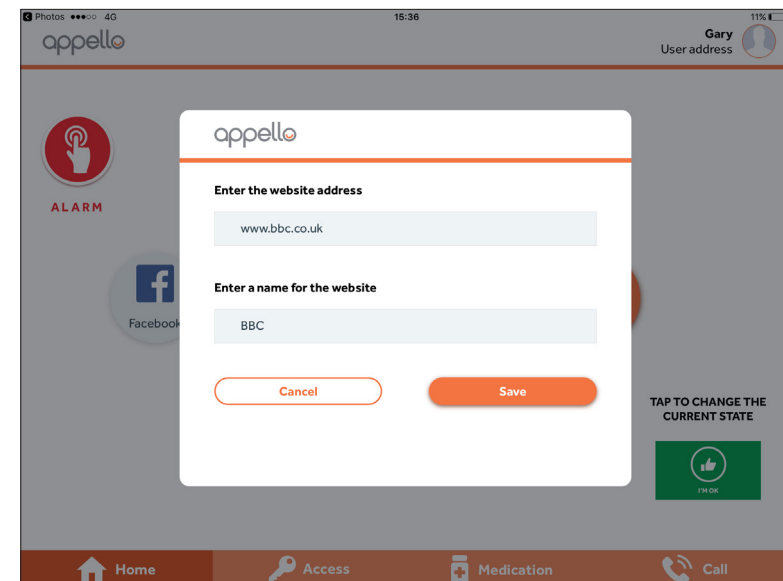 Photos 4G 15:36 11%
appello
Gary
User address
ALARM
Facebook
appello
Enter the website address
www.bbc.co.uk
Enter a name for the website
BBC
Cancel Save
TAP TO CHANGE THE
CURRENT STATE
I'M OK
Home Access Medication Call